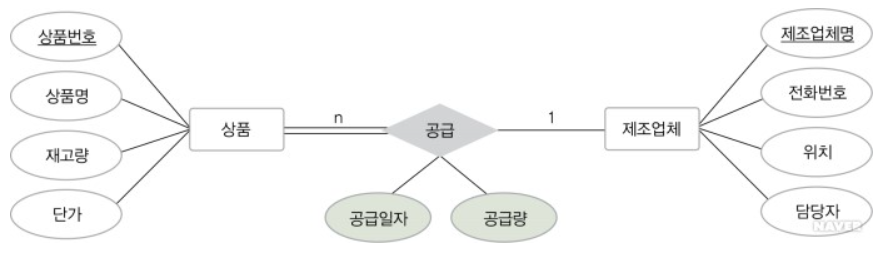 상품번호
상품명
재고량
단가
상품
n
공급
1
제조업체
공급일자
공급량
제조업체명
전화번호
위치
담당자
NAVER